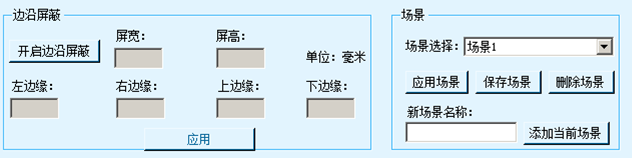 边沿屏蔽
开启边沿屏蔽
屏宽：
屏高：
单位：毫米
左边缘：
右边缘：
上边缘：
下边缘：
应用
场景
场景选择：
场景1
应用场景
保存场景
删除场景
新场景名称：
添加当前场景